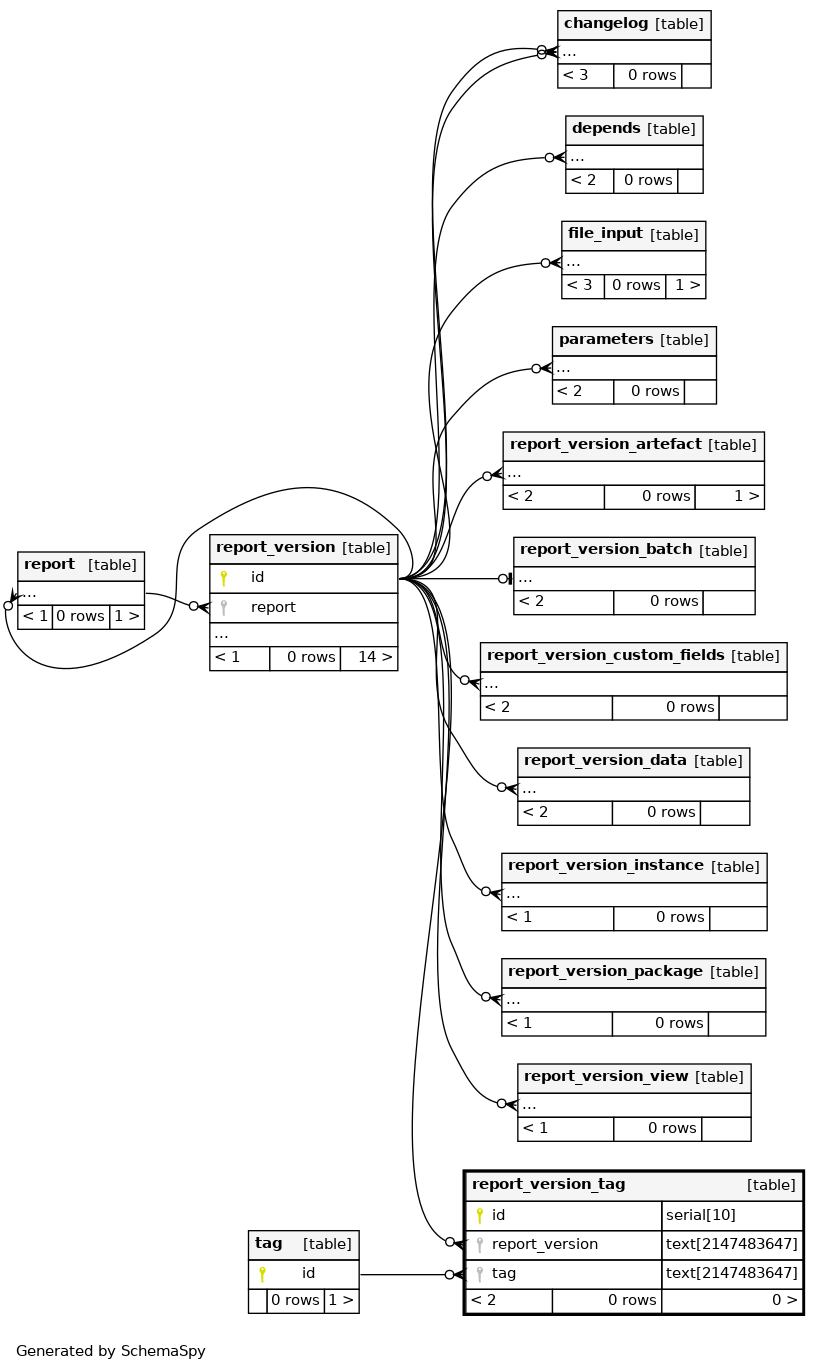 changelog [table]
...
< 3 0 rows
depends [table]
...
< 2 0 rows
file_input [table]
...
< 3 0 rows 1 >
parameters [table]
...
< 2 0 rows
report_version_artefact [table]
...
< 2 0 rows 1 >
report [table]
...
< 1 0 rows 1 >
report_version [table]
id
report
...
< 1 0 rows 14 >
report_version_batch [table]
...
< 2 0 rows
report_version_custom_fields [table]
...
< 2 0 rows
report_version_data [table]
...
< 2 0 rows
report_version_instance [table]
...
< 1 0 rows
report_version_package [table]
...
< 1 0 rows
report_version_view [table]
...
< 1 0 rows
report_version_tag [table]
id serial[10]
report_version text[2147483647]
tag text[2147483647]
< 2 0 rows 0 >
tag [table]
id
0 rows 1 >
Generated by SchemaSpy